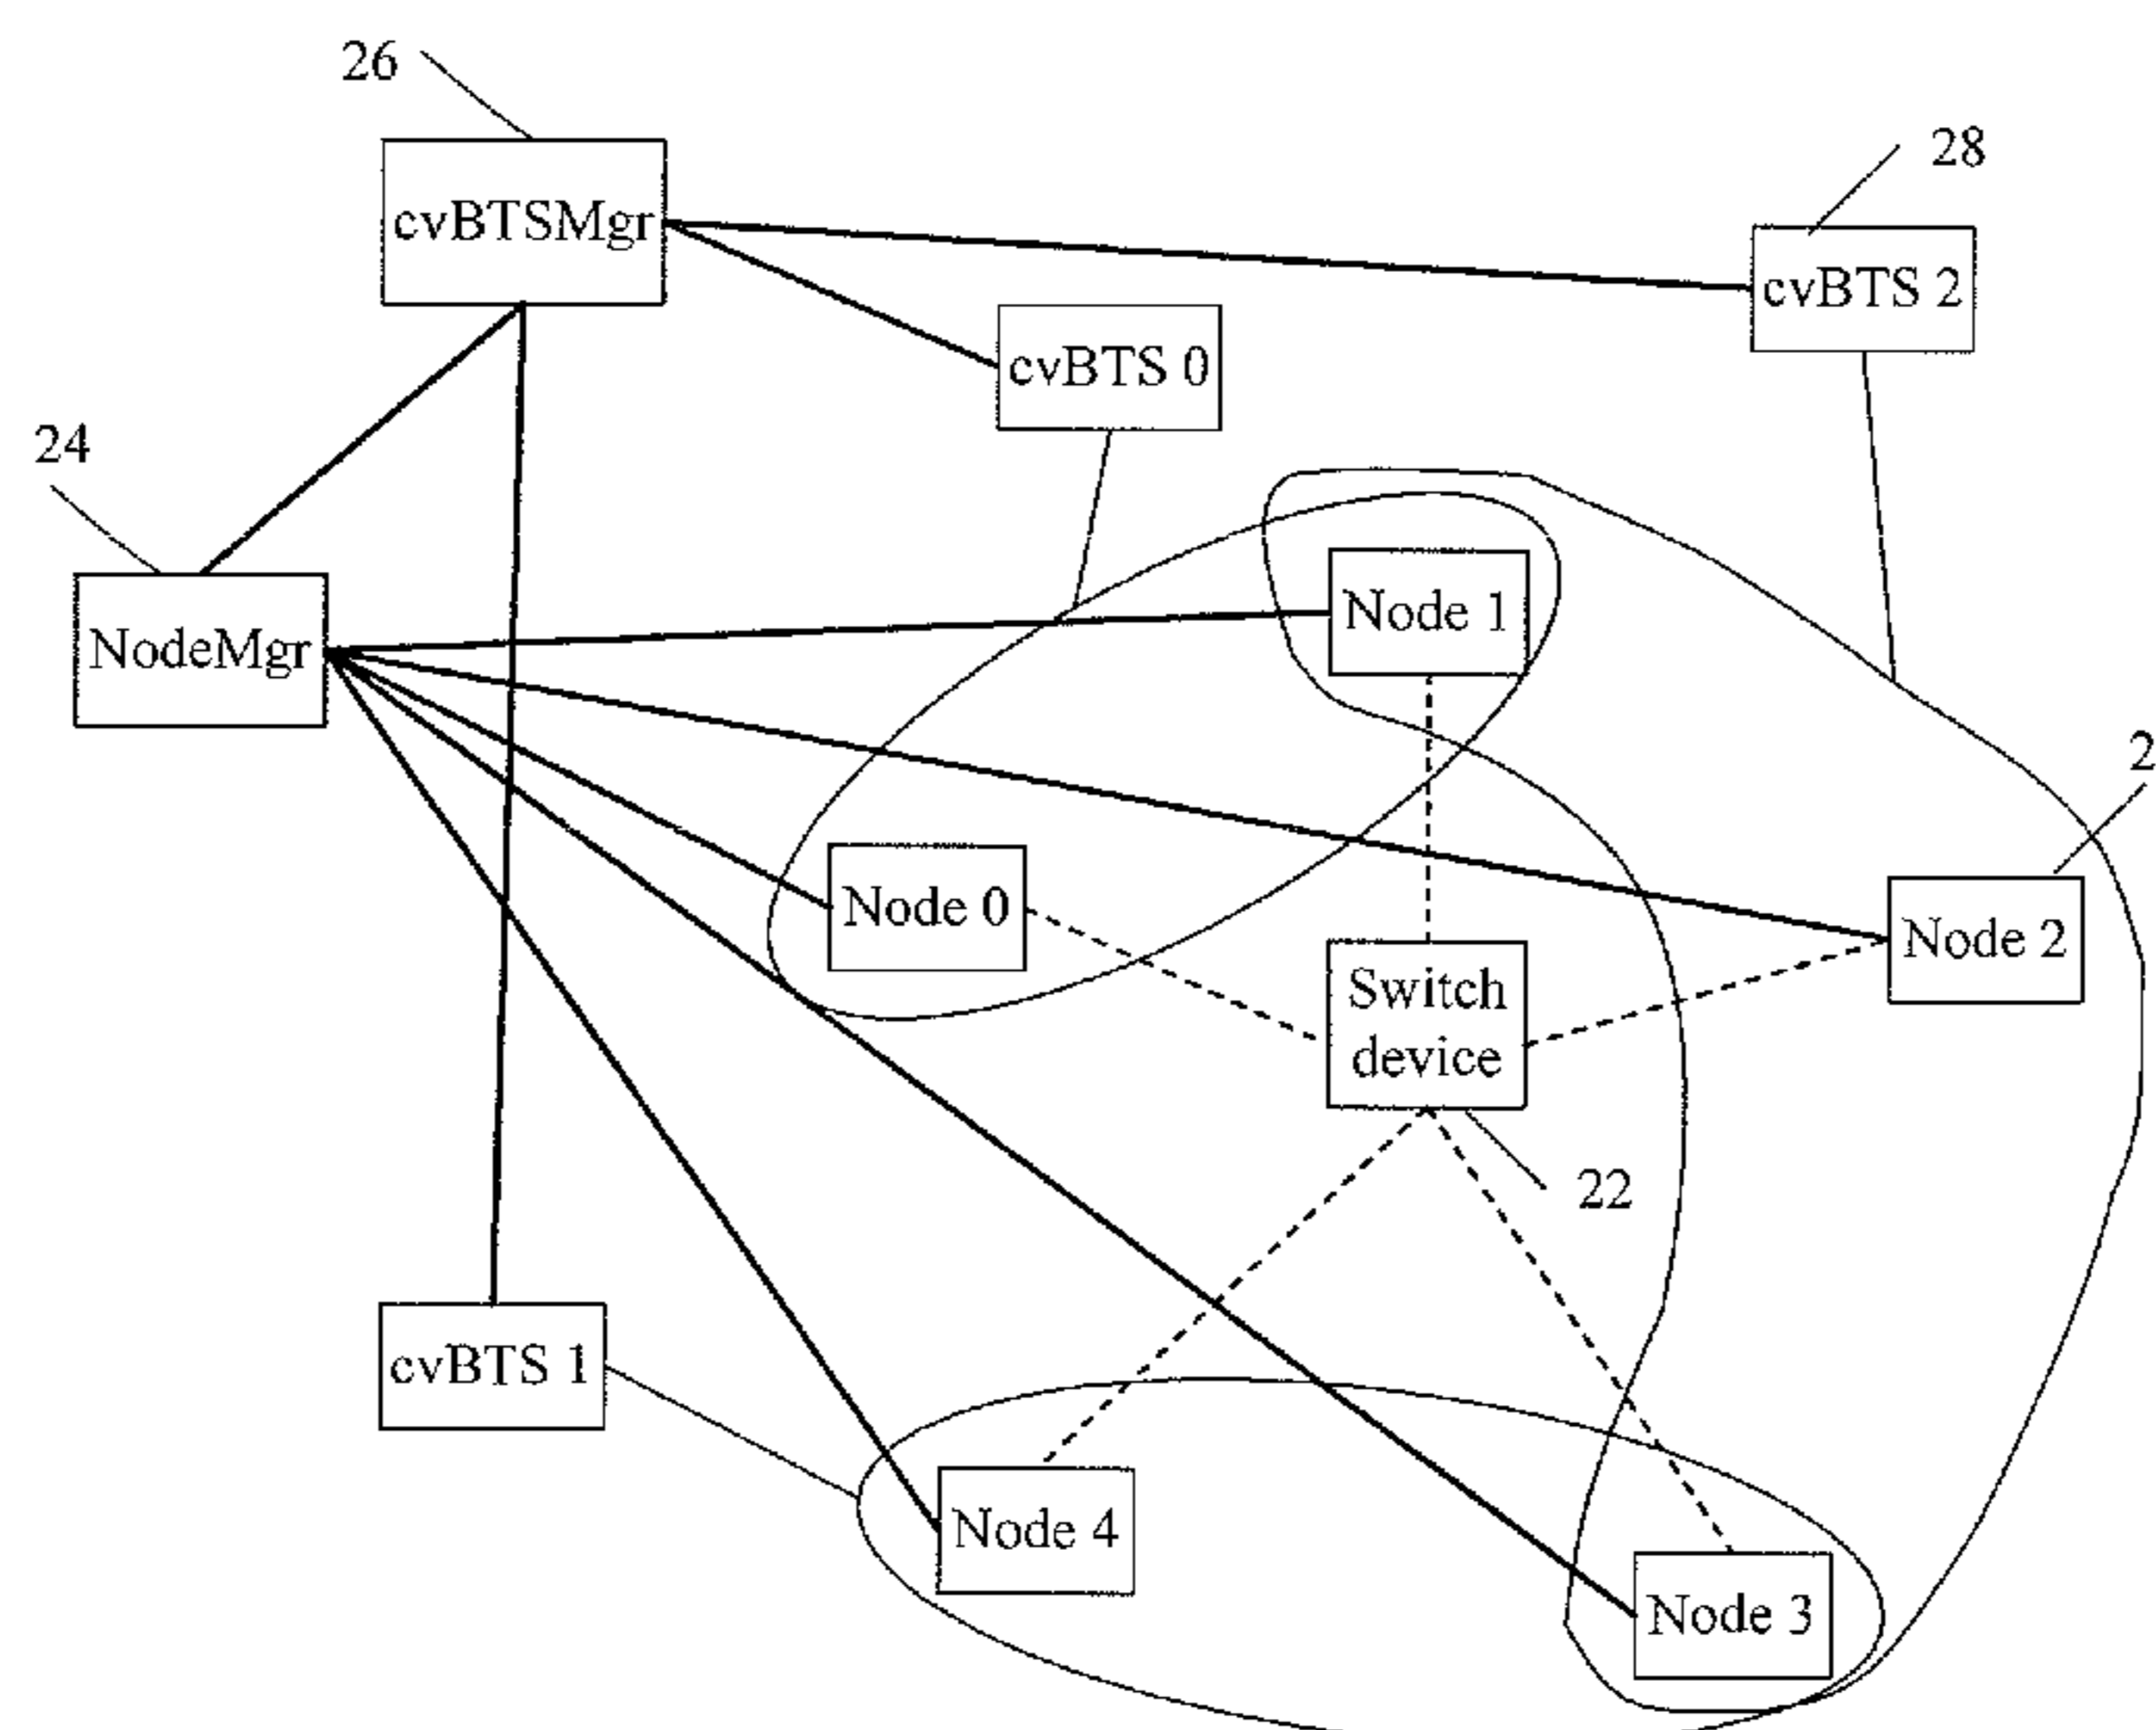 26
28
cvBTSMgr
cvBTS 2
cvBTS 0
24
Node 1
NodeMgr
2
Node 0
Node 2
Switch
device
22
cvBTS 1
Node 4
Node 3